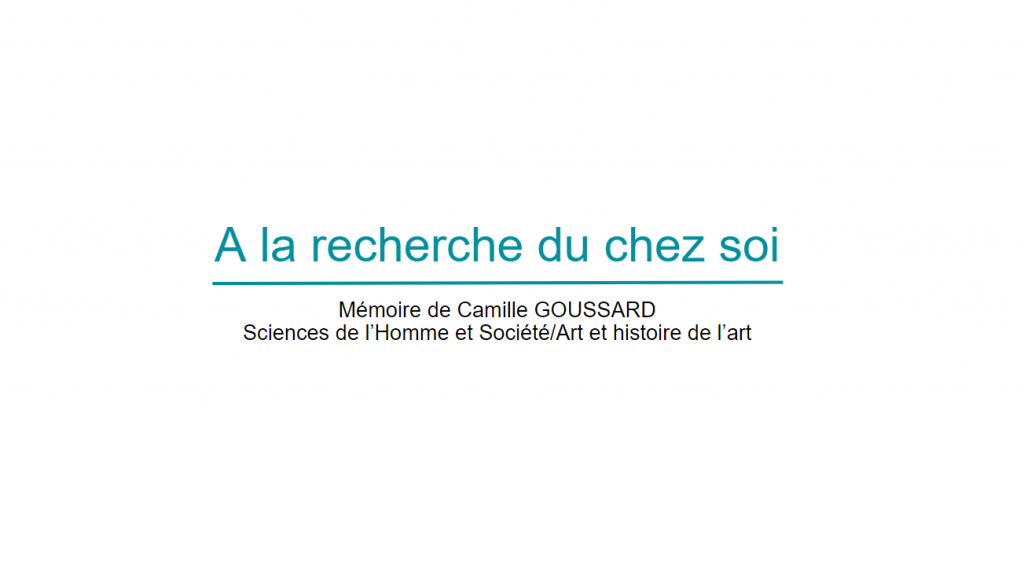 A la recherche du chez soi
Mémoire de Camille GOUSSARD
Sciences de l’Homme et Société/Art et histoire de l’art